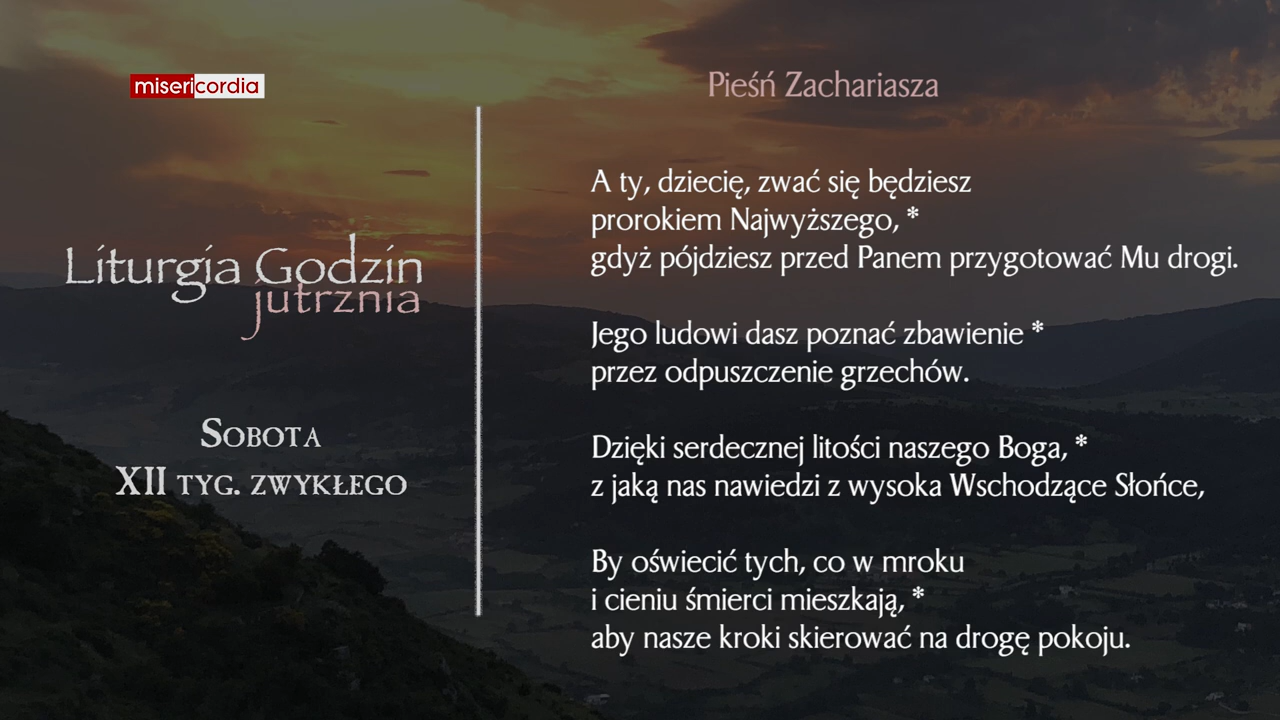 misericordia
Liturgia Godzin
jutrznia
Sobota
XII tyg. zwykłego
Pieśń Zachariasza
A ty, dziecię, zwać się będziesz
prorokiem Najwyższego, *
gdyż pójdziesz przed Panem przygotować Mu drogi.
Jego ludowi dasz poznać zbawienie *
przez odpuszczenie grzechów.
Dzięki serdecznej litości naszego Boga, *
z jaką nas nawiedzi z wysoka Wschodzące Słońce,
By oświecić tych, co w mroku
i cieniu śmierci mieszkają, *
aby nasze kroki skierować na drogę pokoju.